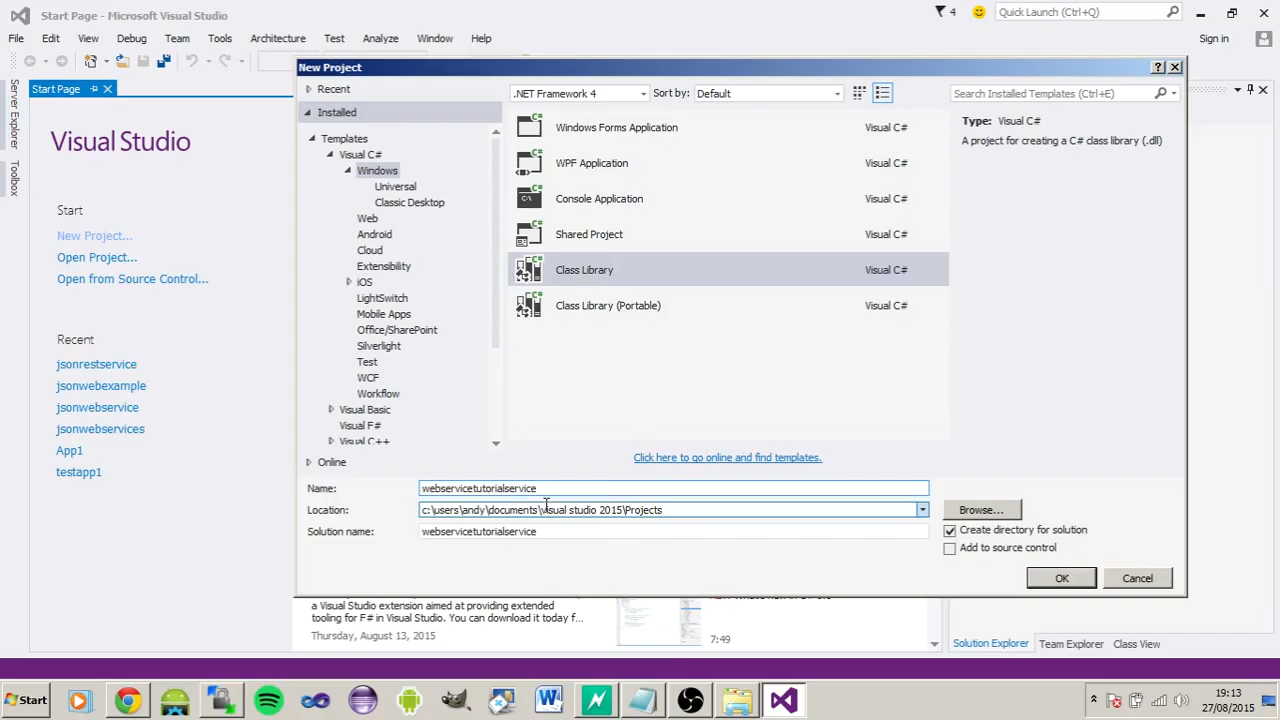 Start Page - Microsoft Visual Studio
4
Quick Launch (Ctrl+Q)
File Edit View Debug Team Tools Architecture Test Analyze Window Help
Sign in
Server Explorer
Toolbox
Start Page
Visual Studio
Start
New Project...
Open Project...
Open from Source Control...
Recent
jsonrestservice
jsonwebexample
jsonwebservice
jsonwebservices
App1
testapp1
New Project
?
Recent
Installed
.NET Framework 4
Sort by: Default
Search Installed Templates (Ctrl+E)
Templates
Visual C#
Windows
Universal
Classic Desktop
Web
Android
Cloud
Extensibility
iOS
LightSwitch
Mobile Apps
Office/SharePoint
Silverlight
Test
WCF
Workflow
Visual Basic
Visual F#
Visual C++
Online
Windows Forms Application Visual C#
WPF Application Visual C#
Console Application Visual C#
Shared Project Visual C#
Class Library Visual C#
Class Library (Portable) Visual C#
Type: Visual C#
A project for creating a C# class library (.dll)
Click here to go online and find templates.
Name: webservicetutorialservice
Location: c:\users\andy\documents\visual studio 2015\Projects
Browse...
Solution name: webservicetutorialservice
Create directory for solution
Add to source control
OK
Cancel
a Visual Studio extension aimed at providing extended
tooling for F# in Visual Studio. You can download it today f...
Thursday, August 13, 2015
7:49
Solution Explorer Team Explorer Class View
Start
19:13
27/08/2015